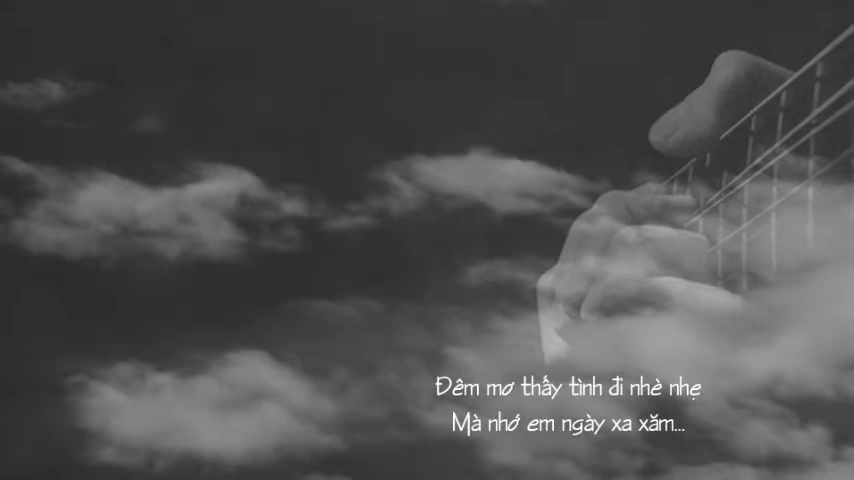 Đêm mơ thấy tình đi nhè nhẹ
Mà nhớ em ngày xa xăm...